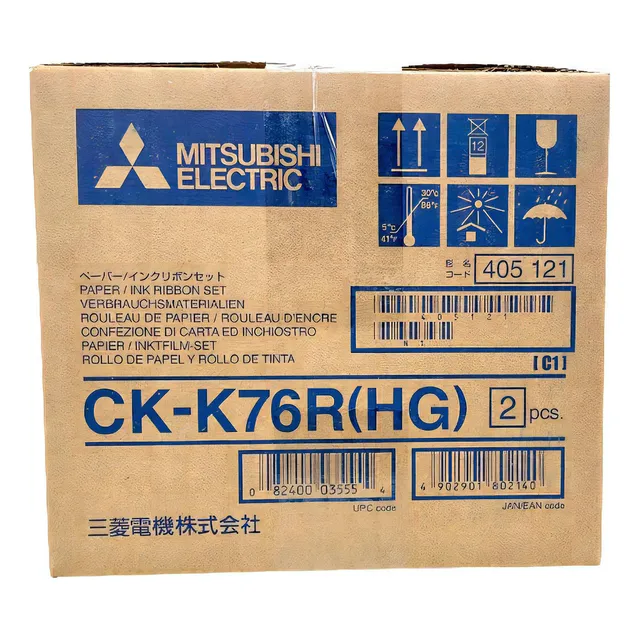 MITSUBISHI
ELECTRIC
12
30°C
86°F
5°C
41°F
ペーパー/インクリボンセット
PAPER / INK RIBBON SET
VERBRAUCHSMATERIALIEN
ROULEAU DE PAPIER / ROULEAU D'ENCRE
CONFEZIONE DI CARTA ED INCHIOSTRO
PAPIER / INKTFILM-SET
ROLLO DE PAPEL Y ROLLO DE TINTA
形名
コード
405 121
405121
N1
[C1]
CK-K76R(HG)
2 pcs.
0 82400 03555 4
UPC code
4 902901 802140
JAN/EAN code
三菱電機株式会社